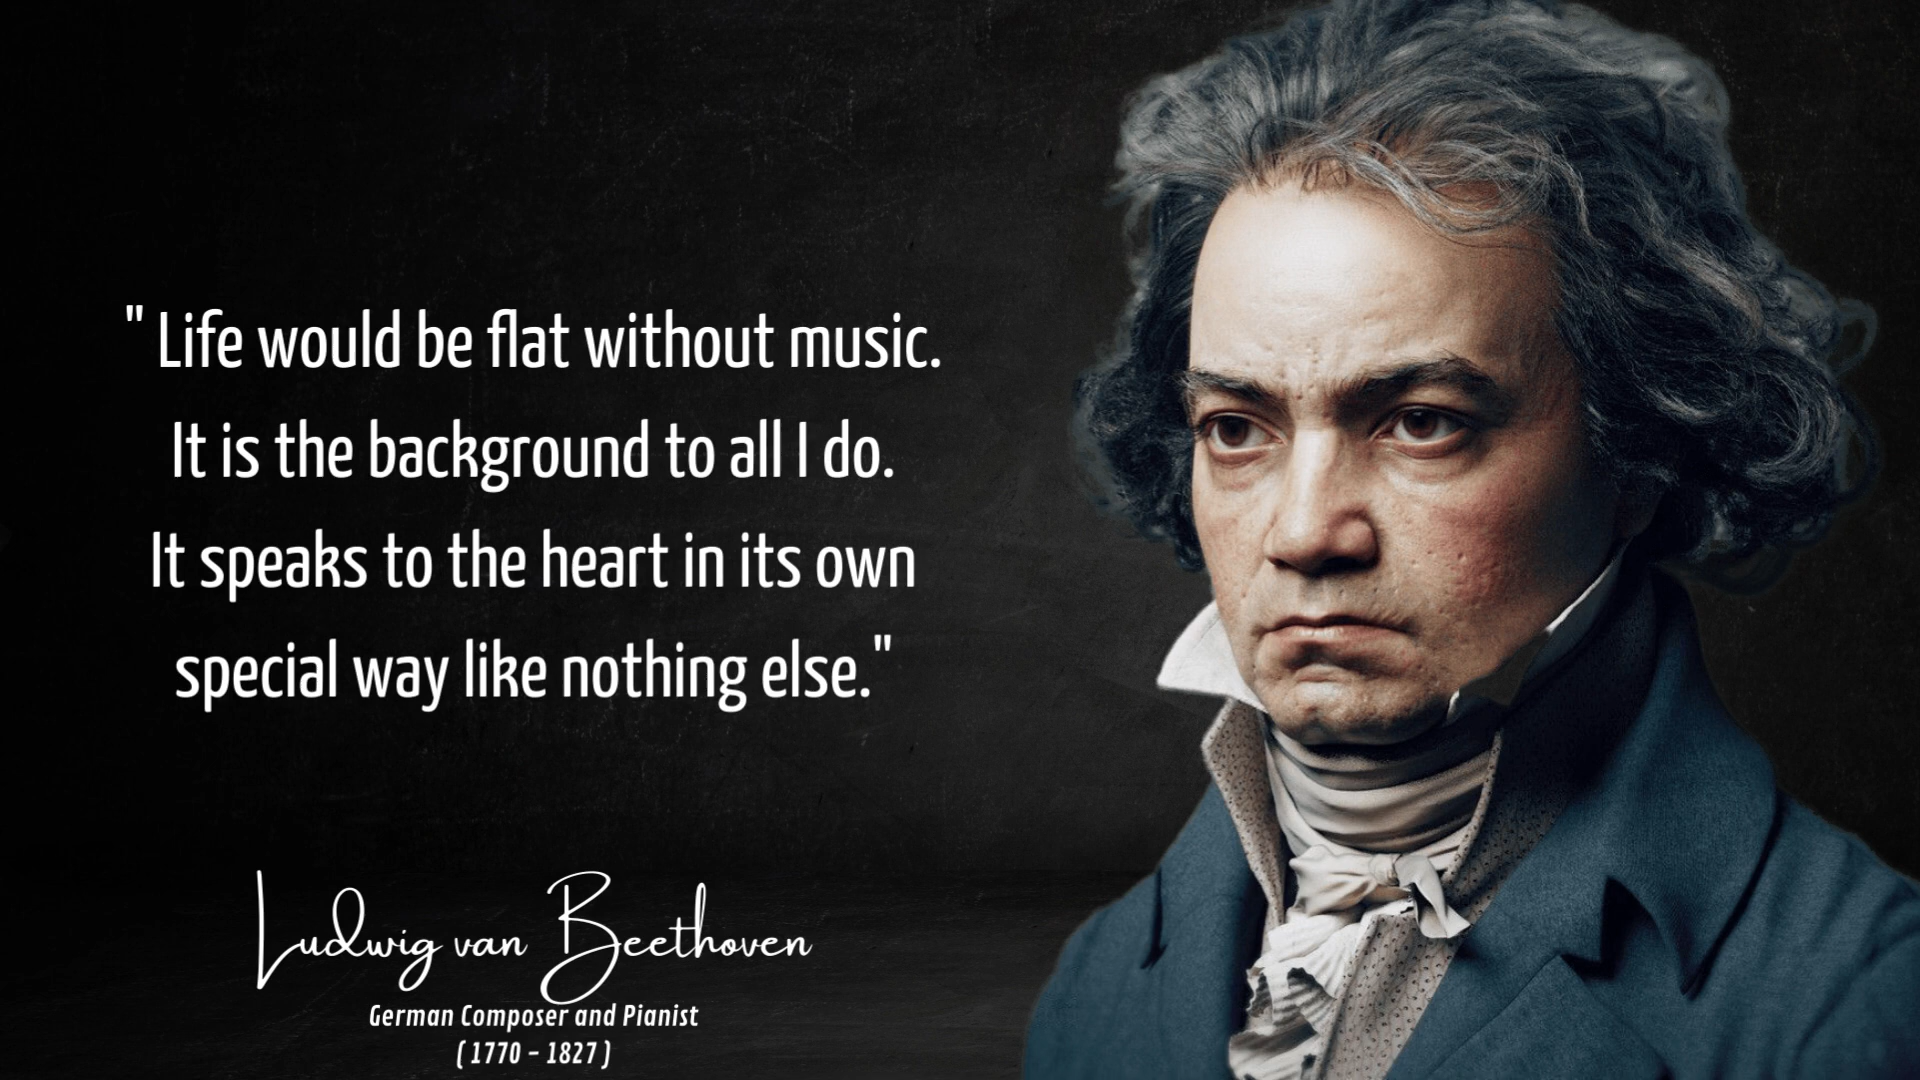 " Life would be flat without music.
It is the background to all I do.
It speaks to the heart in its own
special way like nothing else."
Ludwig van Beethoven
German Composer and Pianist
( 1770 - 1827 )